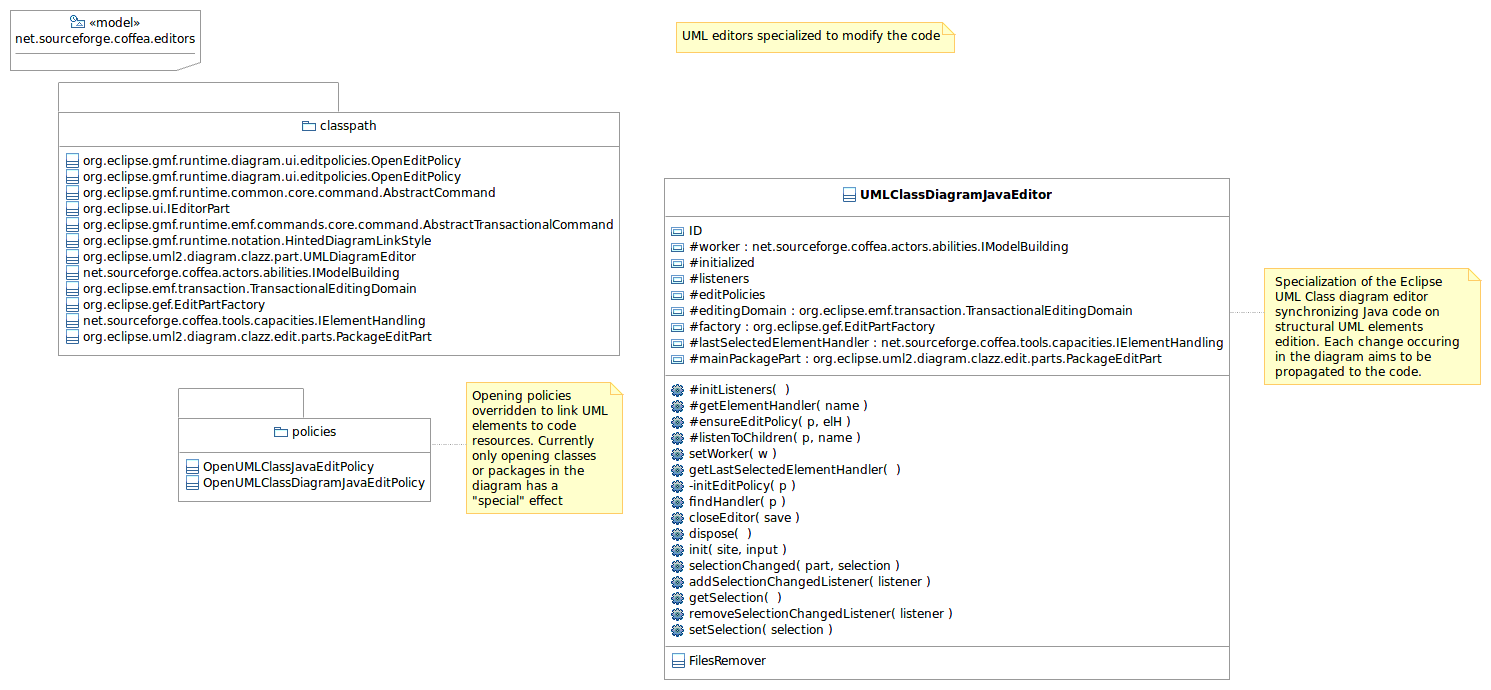 «model»
net.sourceforge.coffea.editors
UML editors specialized to modify the code
classpath
org.eclipse.gmf.runtime.diagram.ui.editpolicies.OpenEditPolicy
org.eclipse.gmf.runtime.diagram.ui.editpolicies.OpenEditPolicy
org.eclipse.gmf.runtime.common.core.command.AbstractCommand
org.eclipse.ui.IEditorPart
org.eclipse.gmf.runtime.emf.commands.core.command.AbstractTransactionalCommand
org.eclipse.gmf.runtime.notation.HintedDiagramLinkStyle
org.eclipse.uml2.diagram.clazz.part.UMLDiagramEditor
net.sourceforge.coffea.actors.abilities.IModelBuilding
org.eclipse.emf.transaction.TransactionalEditingDomain
org.eclipse.gef.EditPartFactory
net.sourceforge.coffea.tools.capacities.IElementHandling
org.eclipse.uml2.diagram.clazz.edit.parts.PackageEditPart
policies
OpenUMLClassJavaEditPolicy
OpenUMLClassDiagramJavaEditPolicy
Opening policies
overridden to link UML
elements to code
resources. Currently
only opening classes
or packages in the
diagram has a
"special" effect
UMLClassDiagramJavaEditor
ID
#worker : net.sourceforge.coffea.actors.abilities.IModelBuilding
#initialized
#listeners
#editPolicies
#editingDomain : org.eclipse.emf.transaction.TransactionalEditingDomain
#factory : org.eclipse.gef.EditPartFactory
#lastSelectedElementHandler : net.sourceforge.coffea.tools.capacities.IElementHandling
#mainPackagePart : org.eclipse.uml2.diagram.clazz.edit.parts.PackageEditPart
#initListeners(  )
#getElementHandler( name )
#ensureEditPolicy( p, elH )
#listenToChildren( p, name )
setWorker( w )
getLastSelectedElementHandler(  )
-initEditPolicy( p )
findHandler( p )
closeEditor( save )
dispose(  )
init( site, input )
selectionChanged( part, selection )
addSelectionChangedListener( listener )
getSelection(  )
removeSelectionChangedListener( listener )
setSelection( selection )
FilesRemover
Specialization of the Eclipse
UML Class diagram editor
synchronizing Java code on
structural UML elements
edition. Each change occuring
in the diagram aims to be
propagated to the code.